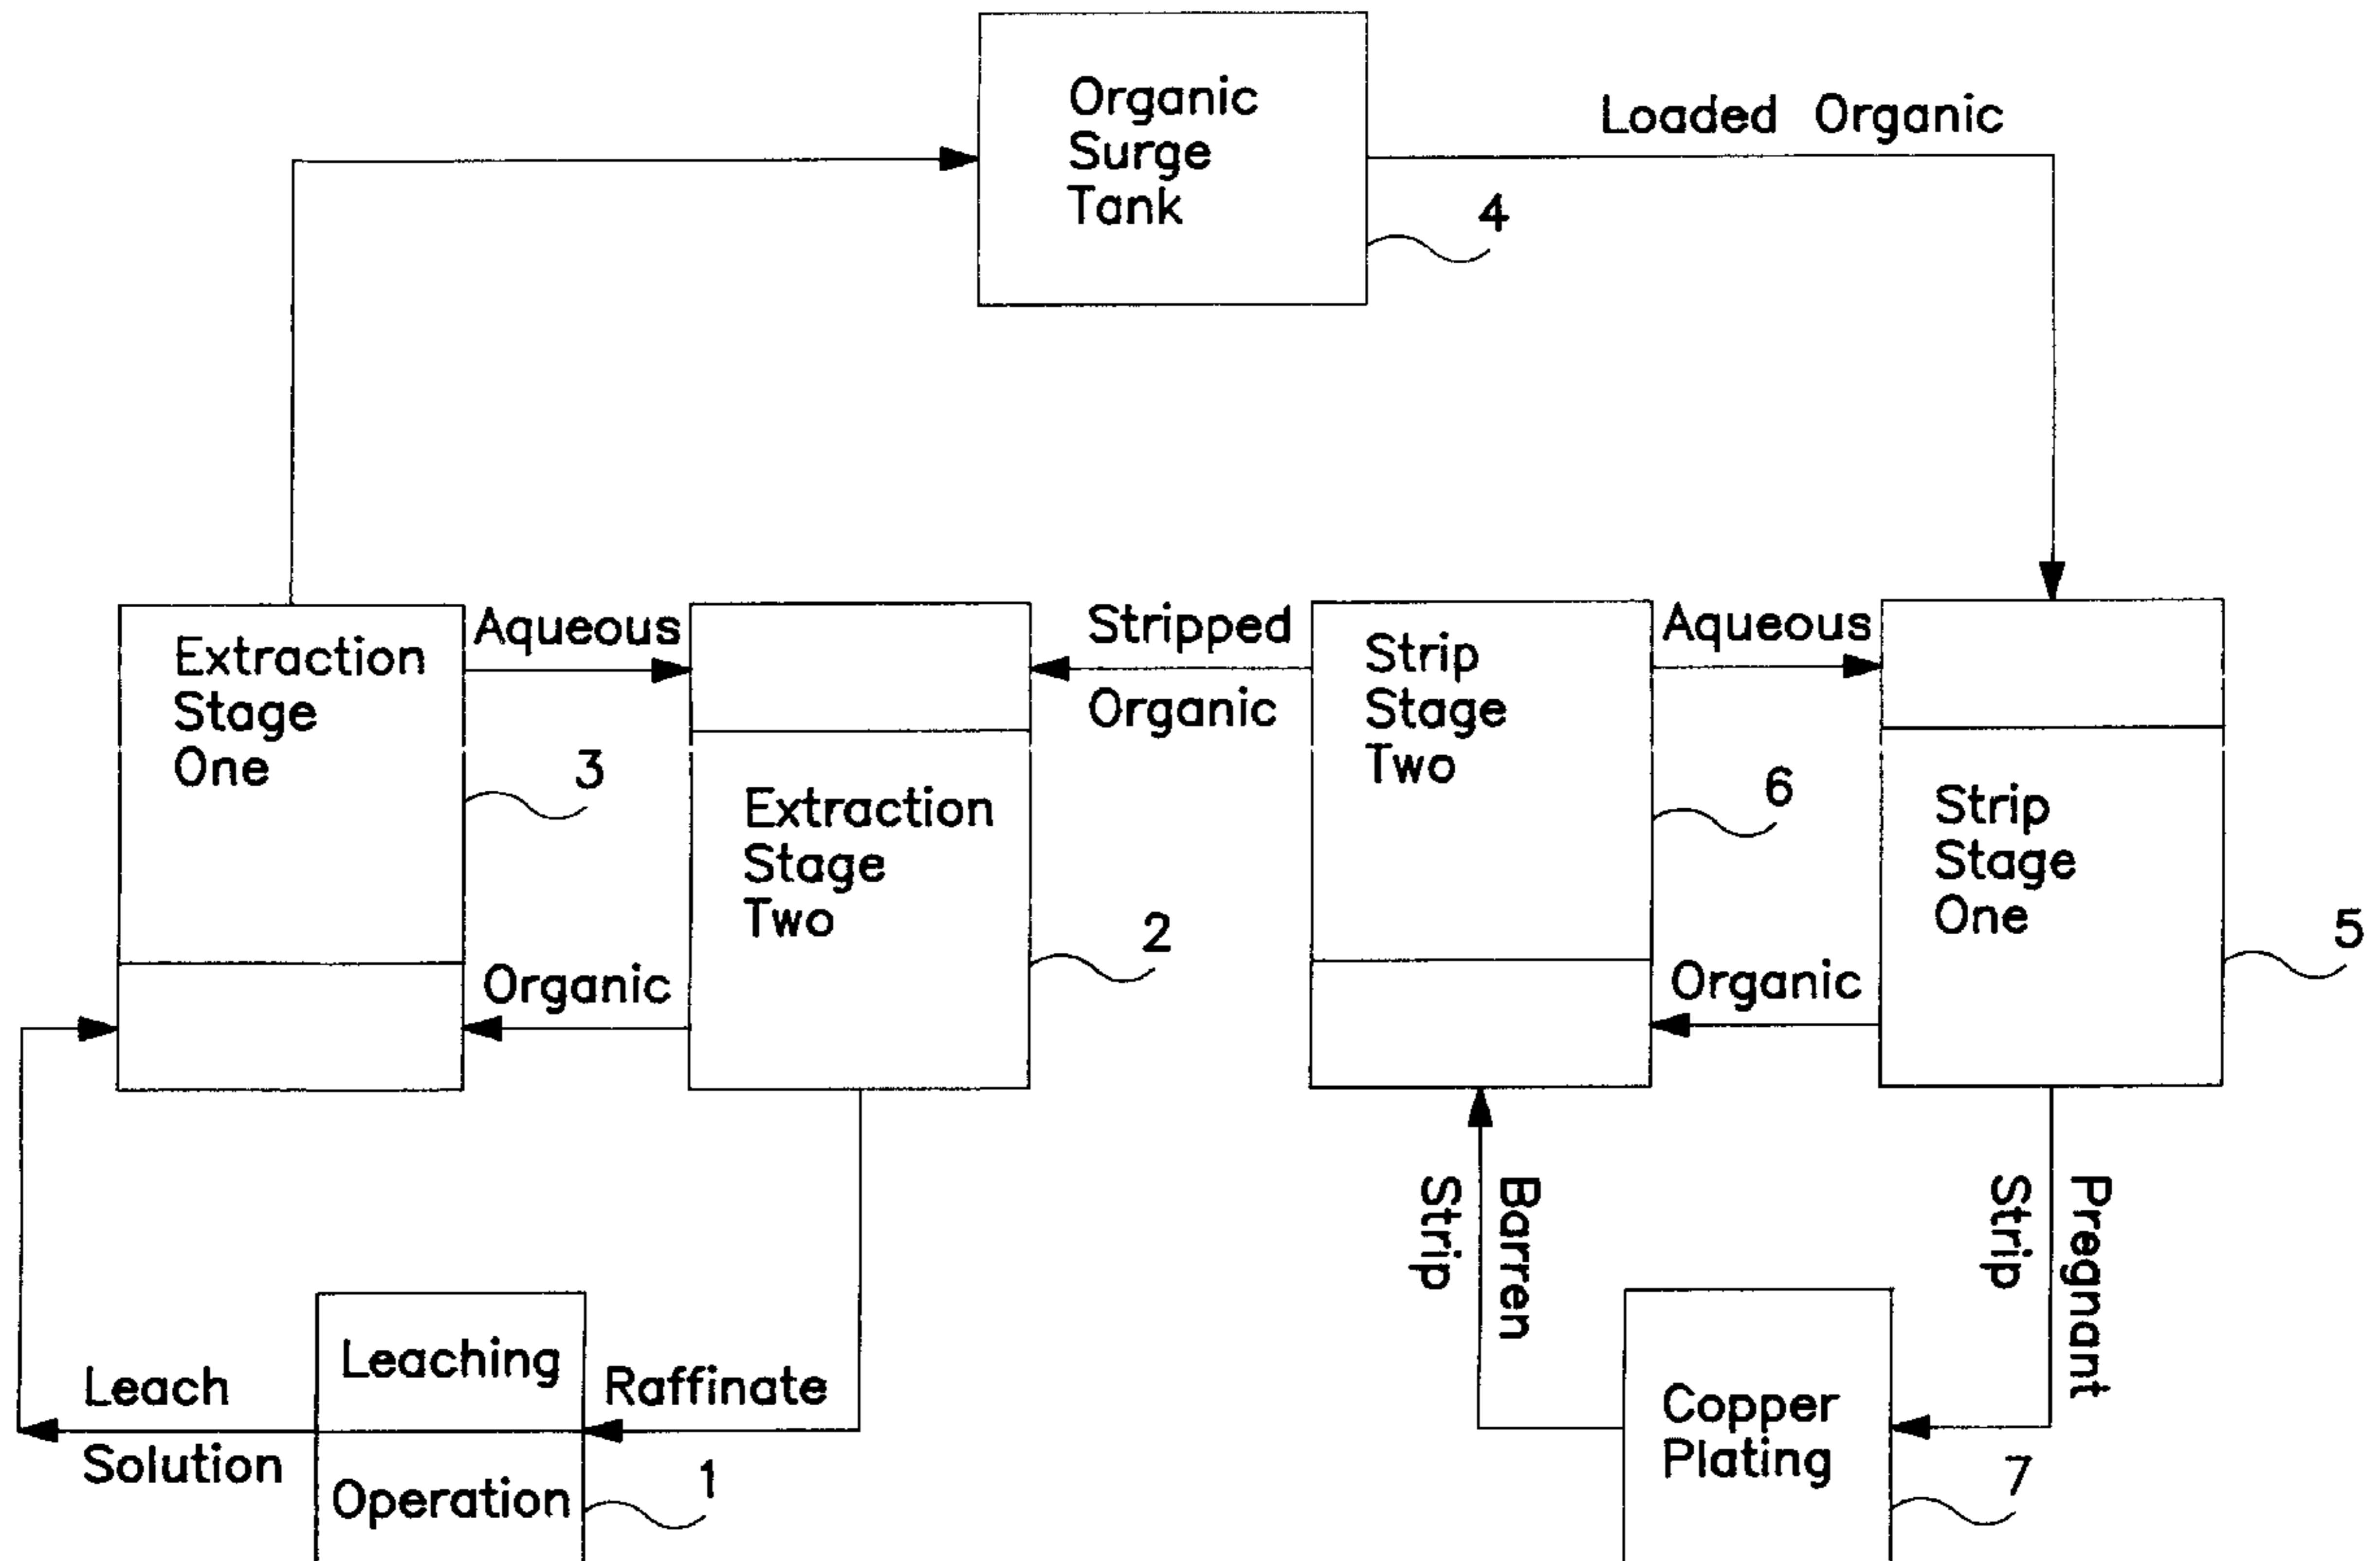 Organic
Surge
Tank
Loaded Organic
4
Extraction
Stage
One
Aqueous
3
Extraction
Stage
Two
Organic
2
Stripped
Organic
Strip
Stage
Two
Aqueous
6
Strip
Stage
One
Organic
5
Leach
Solution
Leaching
Operation
Raffinate
1
Barren
Strip
Pregnant
Strip
Copper
Plating
7